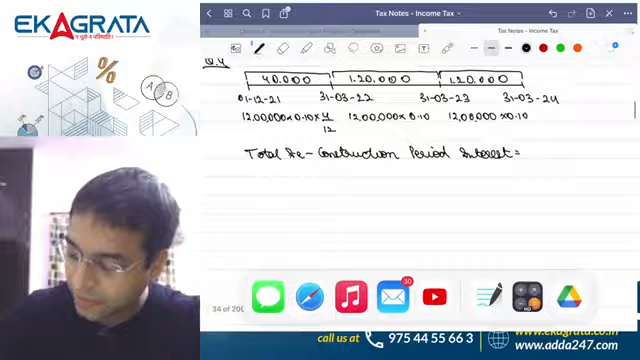 EKAGRATA
Tax Notes - Income Tax
Tax Notes - Income Tax
Q.4
40,000 1,20,000 1,20,000
01-12-21 31-03-22 31-03-23 31-03-24
12,00,000×0.10×4/12 12,00,000×0.10 12,00,000×0.10
Total Pre-Construction Period Interest =
%
A B
30
HD
34 of 200
call us at 975 44 55 66 3
www.ekagrata.co.in
www.adda247.com